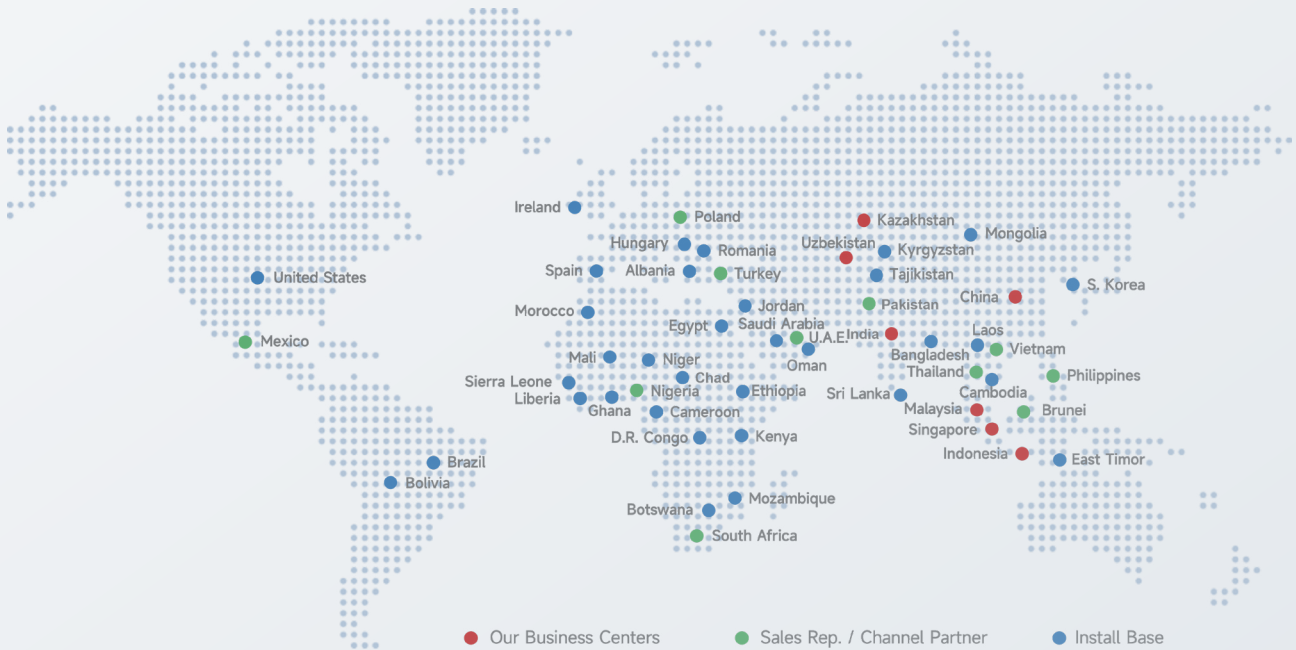 Ireland
Poland
Kazakhstan
Hungary
Romania
Uzbekistan
Kyrgyzstan
Mongolia
United States
Spain
Albania
Turkey
Tajikistan
S. Korea
Morocco
Jordan
Pakistan
China
Mexico
Egypt
Saudi Arabia
U.A.E.
India
Laos
Mali
Niger
Oman
Bangladesh
Vietnam
Sierra Leone
Chad
Thailand
Philippines
Liberia
Ghana
Nigeria
Ethiopia
Sri Lanka
Cambodia
Cameroon
Malaysia
Brunei
D.R. Congo
Kenya
Singapore
Brazil
Indonesia
East Timor
Bolivia
Mozambique
Botswana
South Africa
Our Business Centers
Sales Rep. / Channel Partner
Install Base